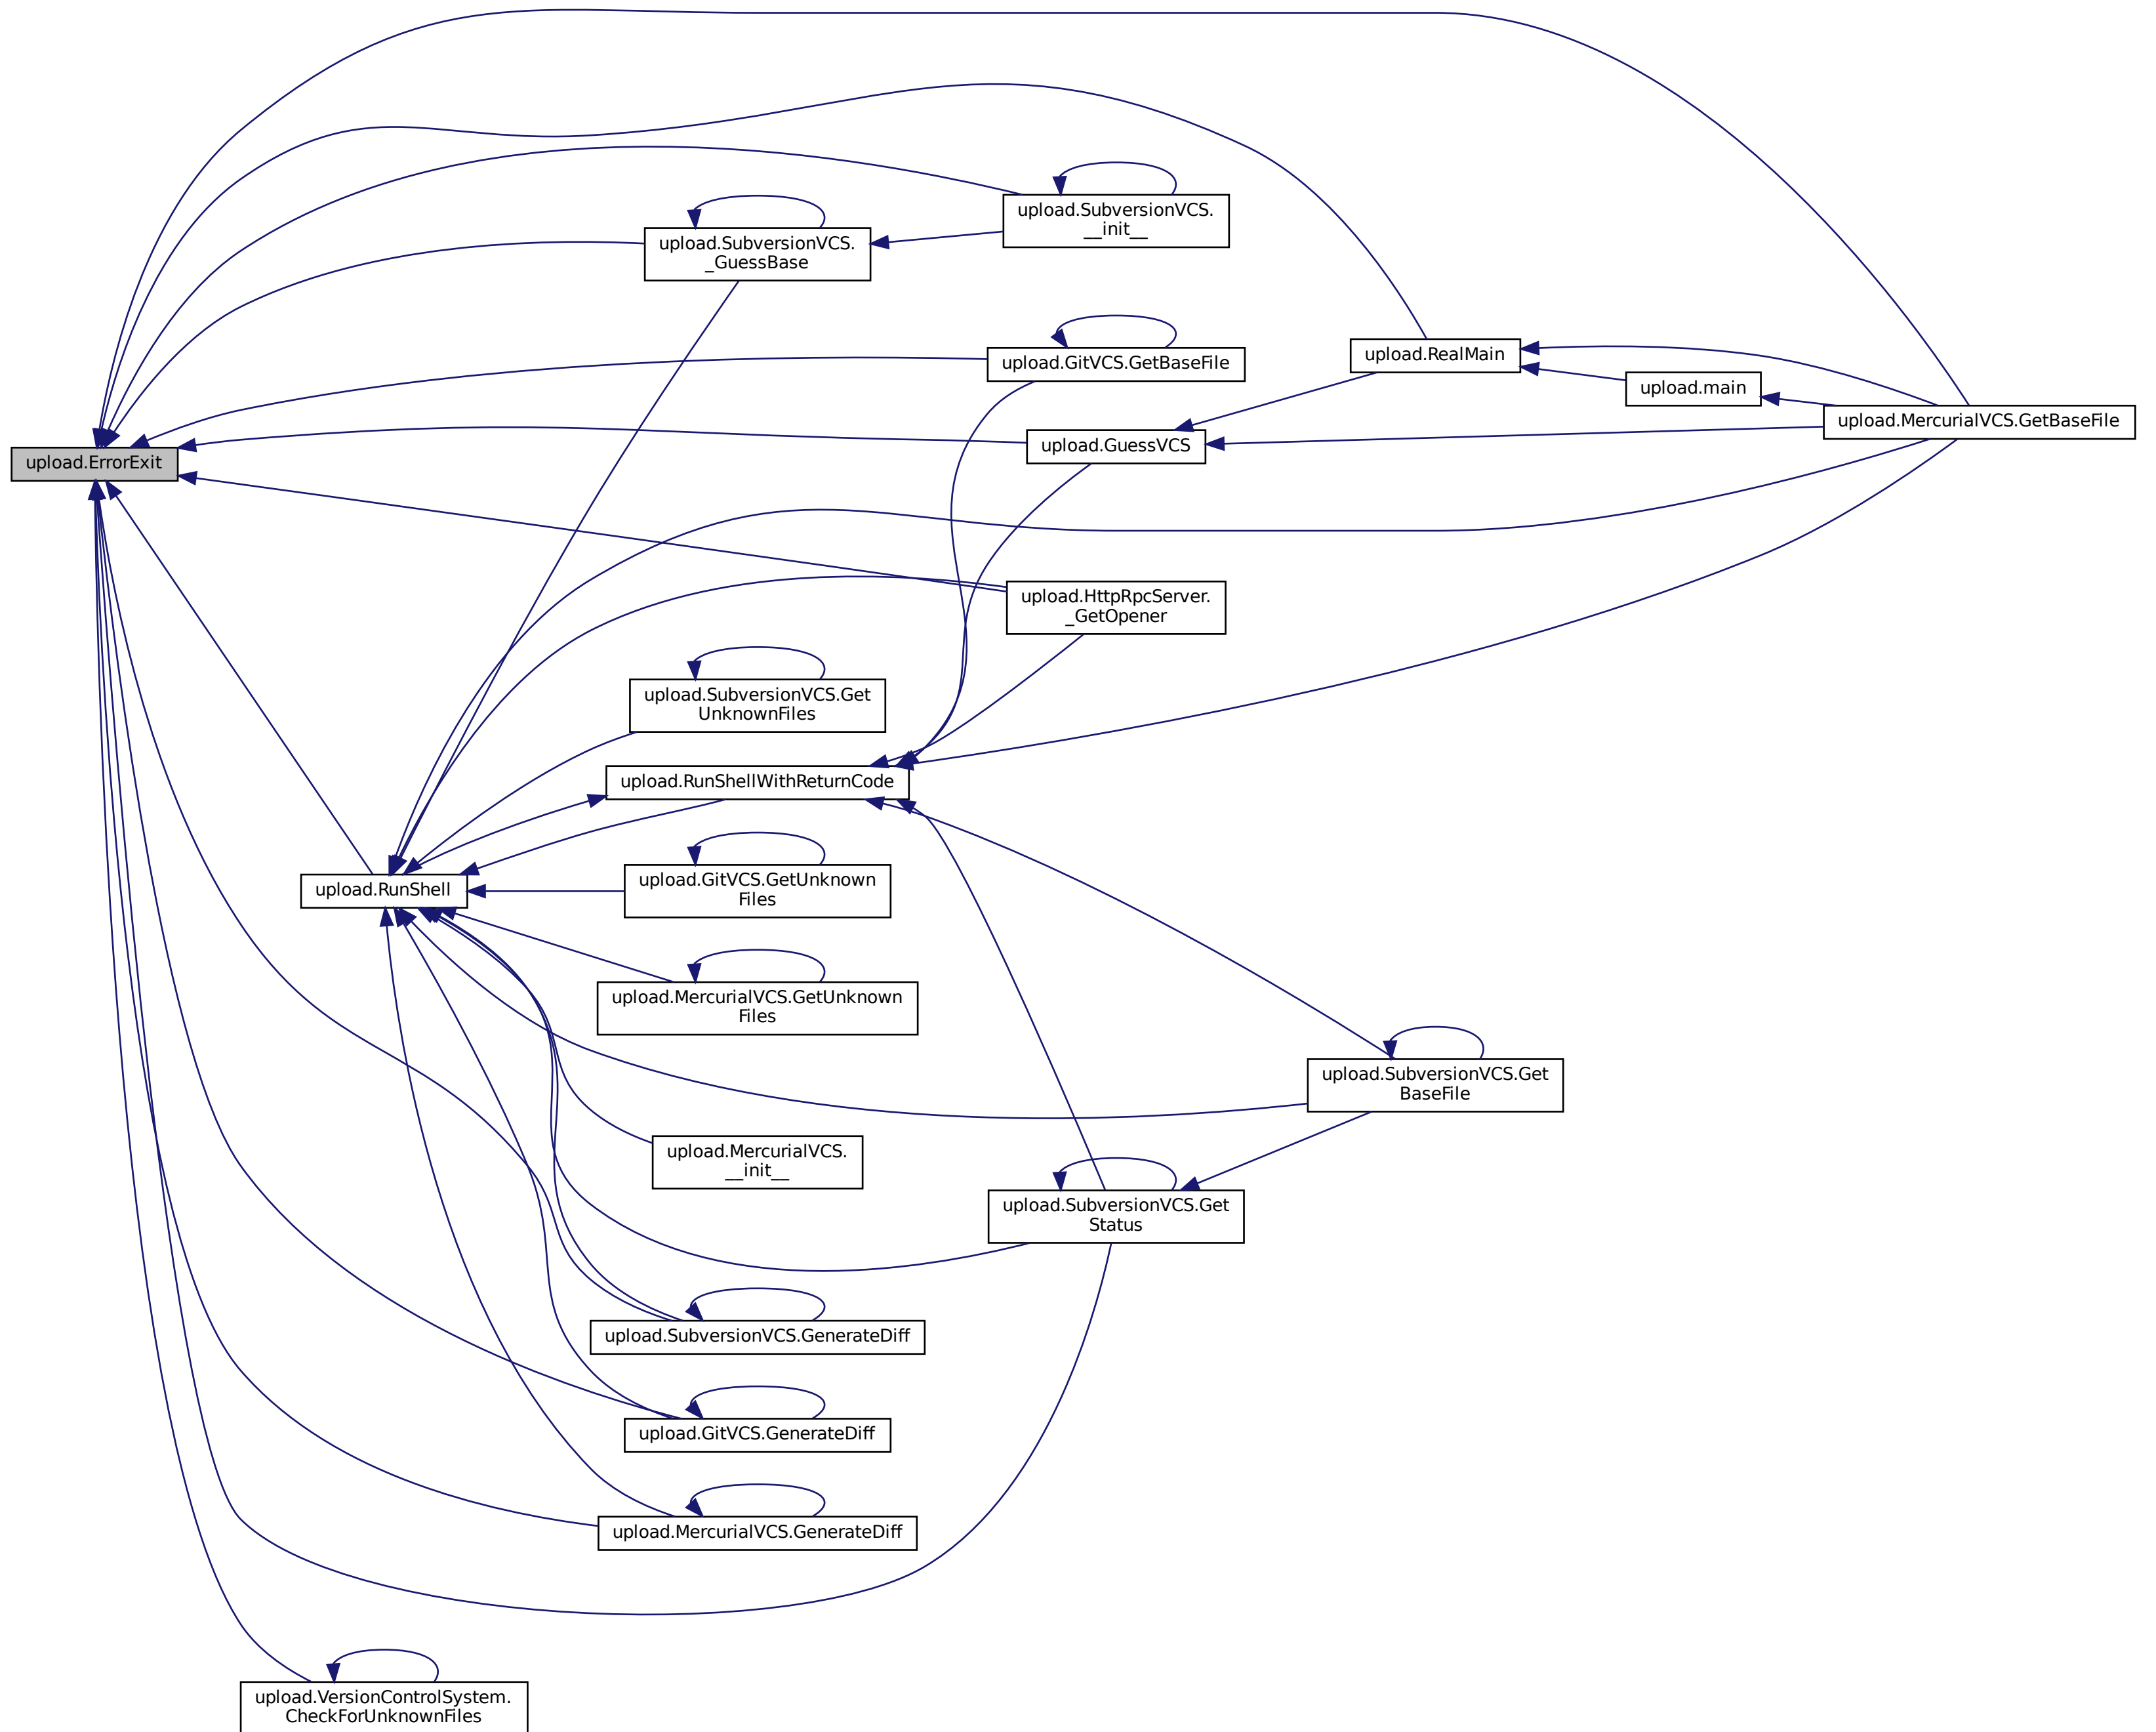 upload.SubversionVCS.
__init__
upload.SubversionVCS.
_GuessBase
upload.GitVCS.GetBaseFile
upload.RealMain
upload.main
upload.MercurialVCS.GetBaseFile
upload.GuessVCS
upload.ErrorExit
upload.HttpRpcServer.
_GetOpener
upload.SubversionVCS.Get
UnknownFiles
upload.RunShellWithReturnCode
upload.RunShell
upload.GitVCS.GetUnknown
Files
upload.MercurialVCS.GetUnknown
Files
upload.SubversionVCS.Get
BaseFile
upload.MercurialVCS.
__init__
upload.SubversionVCS.Get
Status
upload.SubversionVCS.GenerateDiff
upload.GitVCS.GenerateDiff
upload.MercurialVCS.GenerateDiff
upload.VersionControlSystem.
CheckForUnknownFiles